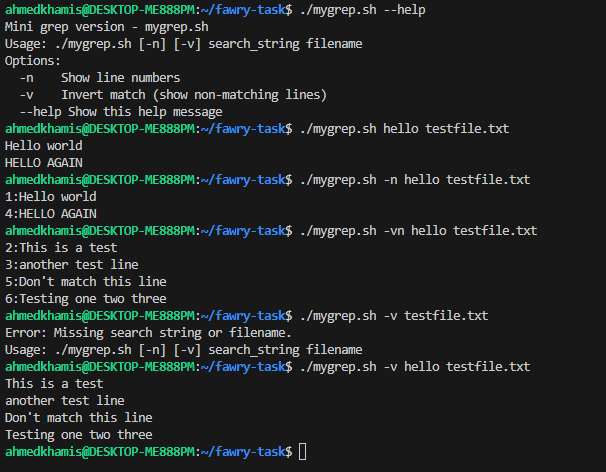 ahmedkhamis@DESKTOP-ME888PM:~/fawry-task$ ./mygrep.sh --help
Mini grep version - mygrep.sh
Usage: ./mygrep.sh [-n] [-v] search_string filename
Options:
  -n    Show line numbers
  -v    Invert match (show non-matching lines)
  --help Show this help message
ahmedkhamis@DESKTOP-ME888PM:~/fawry-task$ ./mygrep.sh hello testfile.txt
Hello world
HELLO AGAIN
ahmedkhamis@DESKTOP-ME888PM:~/fawry-task$ ./mygrep.sh -n hello testfile.txt
1:Hello world
4:HELLO AGAIN
ahmedkhamis@DESKTOP-ME888PM:~/fawry-task$ ./mygrep.sh -vn hello testfile.txt
2:This is a test
3:another test line
5:Don't match this line
6:Testing one two three
ahmedkhamis@DESKTOP-ME888PM:~/fawry-task$ ./mygrep.sh -v testfile.txt
Error: Missing search string or filename.
Usage: ./mygrep.sh [-n] [-v] search_string filename
ahmedkhamis@DESKTOP-ME888PM:~/fawry-task$ ./mygrep.sh -v hello testfile.txt
This is a test
another test line
Don't match this line
Testing one two three
ahmedkhamis@DESKTOP-ME888PM:~/fawry-task$